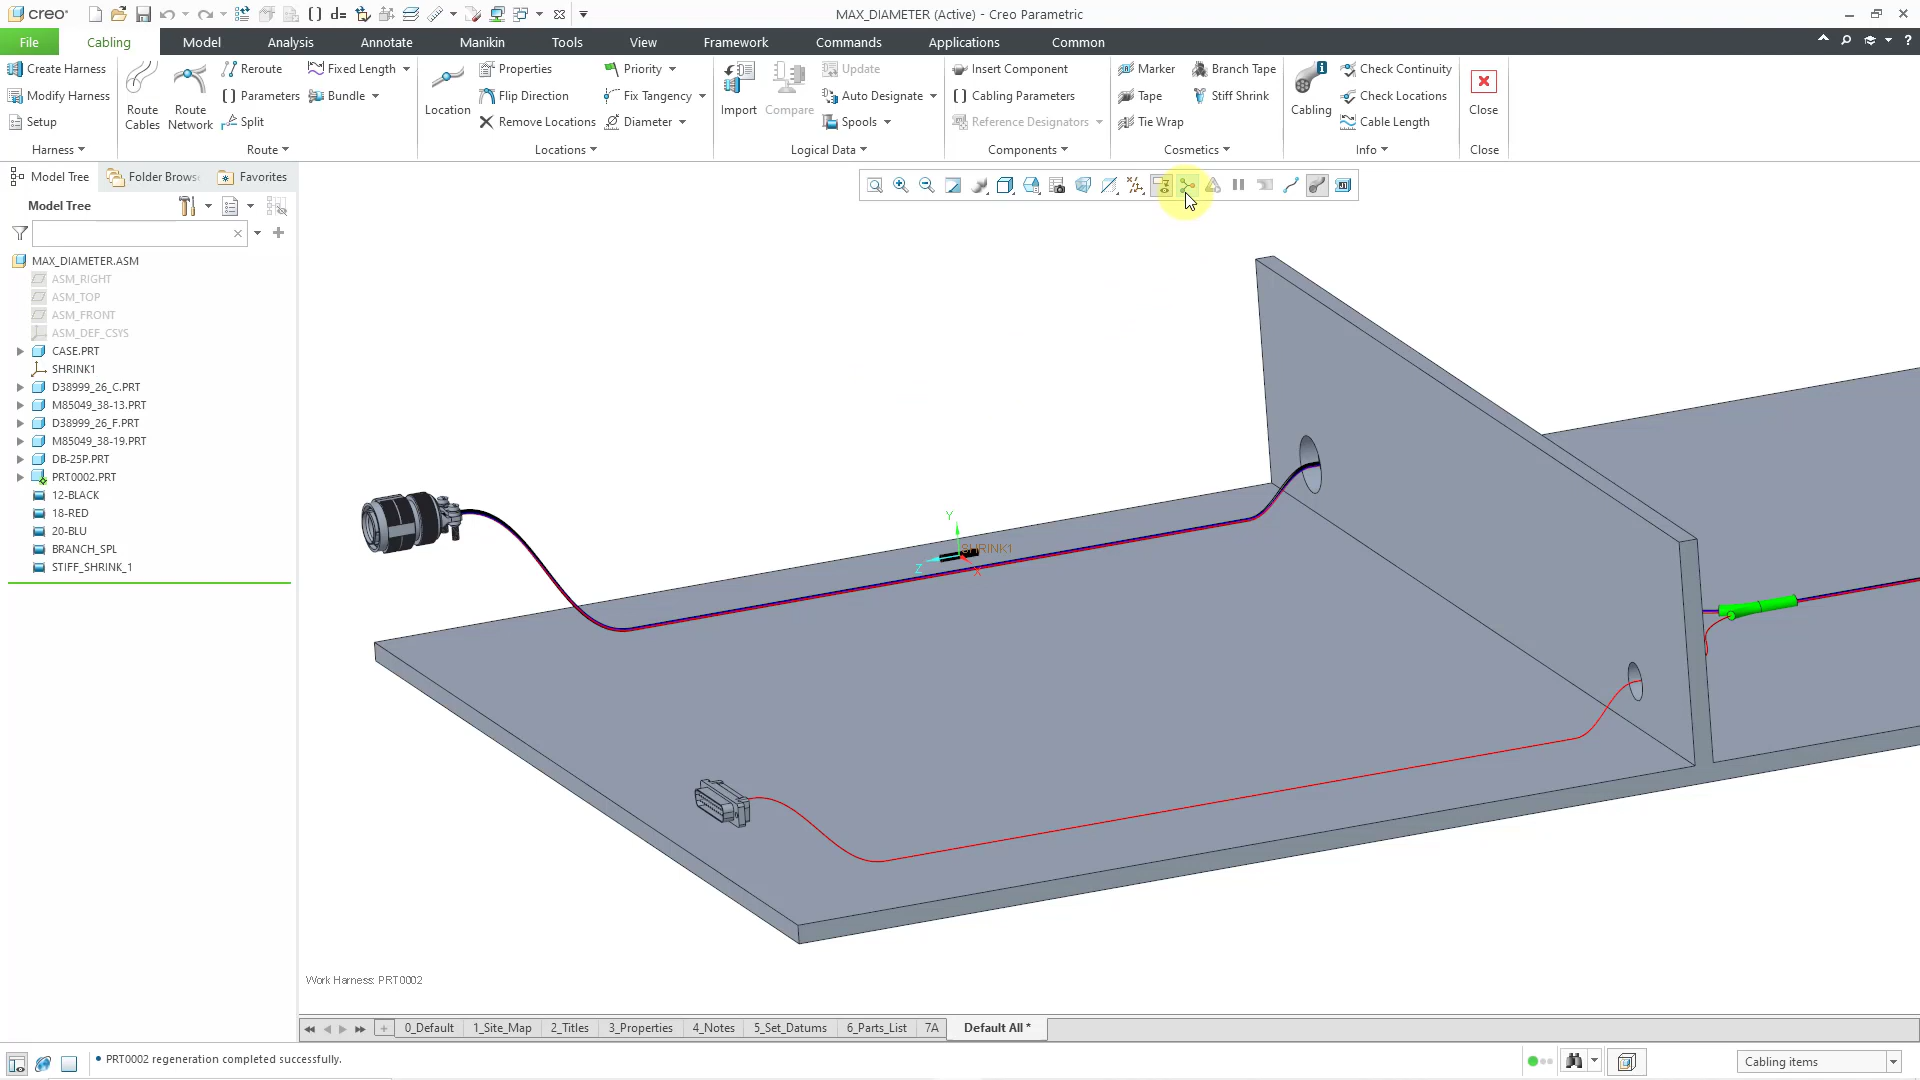 creo
MAX_DIAMETER (Active) - Creo Parametric
File
Cabling
Model
Analysis
Annotate
Manikin
Tools
View
Framework
Commands
Applications
Common
Create Harness
Modify Harness
Setup
Harness
Route Cables
Route Network
Reroute
Parameters
Split
Fixed Length
Bundle
Route
Location
Properties
Flip Direction
Remove Locations
Priority
Fix Tangency
Diameter
Locations
Import
Compare
Update
Auto Designate
Spools
Logical Data
Insert Component
Cabling Parameters
Reference Designators
Components
Marker
Tape
Tie Wrap
Branch Tape
Stiff Shrink
Cosmetics
Cabling
Check Continuity
Check Locations
Cable Length
Info
Close
Close
Model Tree
Folder Brows
Favorites
Model Tree
MAX_DIAMETER.ASM
ASM_RIGHT
ASM_TOP
ASM_FRONT
ASM_DEF_CSYS
CASE.PRT
SHRINK1
D38999_26_C.PRT
M85049_38-13.PRT
D38999_26_F.PRT
M85049_38-19.PRT
DB-25P.PRT
PRT0002.PRT
12-BLACK
18-RED
20-BLU
BRANCH_SPL
STIFF_SHRINK_1
Y
SHRINK1
Z
X
Work Harness: PRT0002
0_Default
1_Site_Map
2_Titles
3_Properties
4_Notes
5_Set_Datums
6_Parts_List
7A
Default All *
• PRT0002 regeneration completed successfully.
Cabling items